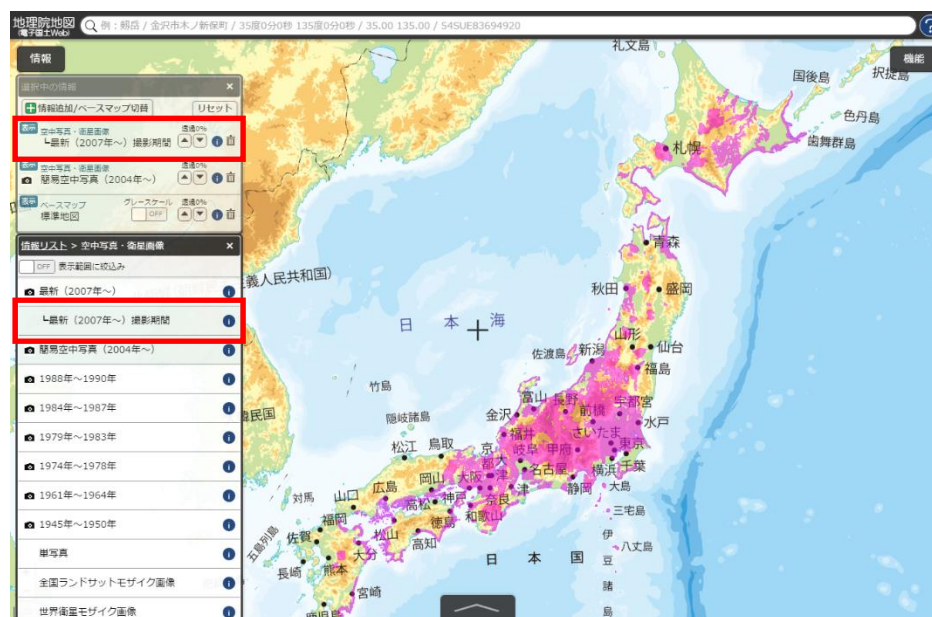 地理院地図
(電子国土Web)
例：剱岳 / 金沢市木ノ新保町 / 35度0分0秒 135度0分0秒 / 35.00 135.00 / 54SUE83694920
?
情報
機能
選択中の情報 ×
情報追加/ベースマップ切替 リセット
表示 空中写真・衛星画像 透過0%
┗最新（2007年～）撮影期間
表示 空中写真・衛星画像 透過0%
簡易空中写真（2004年～）
表示 ベースマップ グレースケール 透過0%
標準地図 OFF
情報リスト > 空中写真・衛星画像 ×
OFF 表示範囲に絞込み
最新（2007年～）
┗最新（2007年～）撮影期間
簡易空中写真（2004年～）
1988年～1990年
1984年～1987年
1979年～1983年
1974年～1978年
1961年～1964年
1945年～1950年
単写真
全国ランドサットモザイク画像
世界衛星モザイク画像
礼文島
国後島
択捉島
色丹島
歯舞群島
札幌
青森
義人民共和国）
秋田
盛岡
日本海
山形
仙台
佐渡島
新潟
福島
竹島
富山
長野
前橋
宇都宮
韓民国
隠岐諸島
金沢
水戸
福井
さいたま
松江
鳥取
京都
岐阜
甲府
東京
岡山
大阪
大津
名古屋
横浜
千葉
対馬
山口
広島
高松
神戸
奈良
津
静岡
大島
福岡
徳島
和歌山
三宅島
五島列島
佐賀
松山
高知
大分
八丈島
長崎
熊本
日本国
伊豆諸島
宮崎
鹿児島